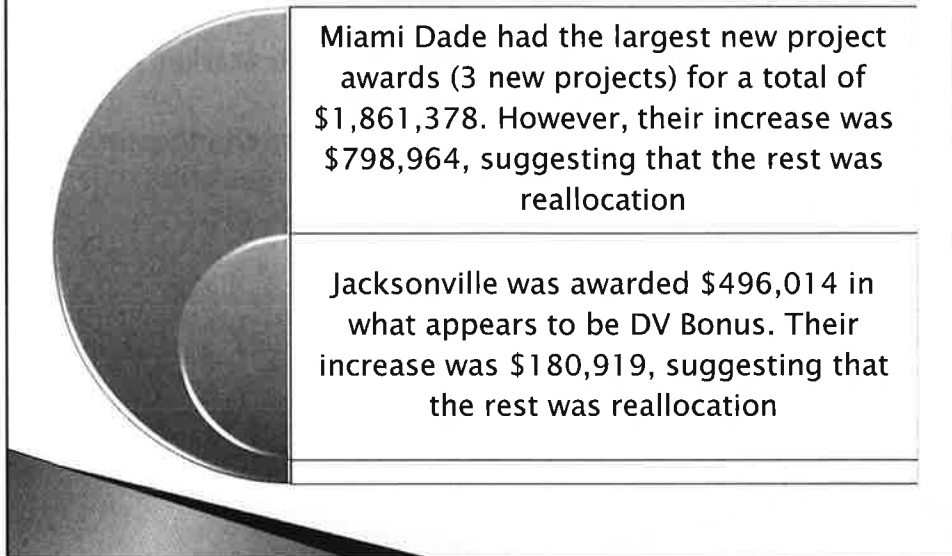 Miami Dade had the largest new project
awards (3 new projects) for a total of
$1,861,378. However, their increase was
$798,964, suggesting that the rest was
reallocation
Jacksonville was awarded $496,014 in
what appears to be DV Bonus. Their
increase was $180,919, suggesting that
the rest was reallocation